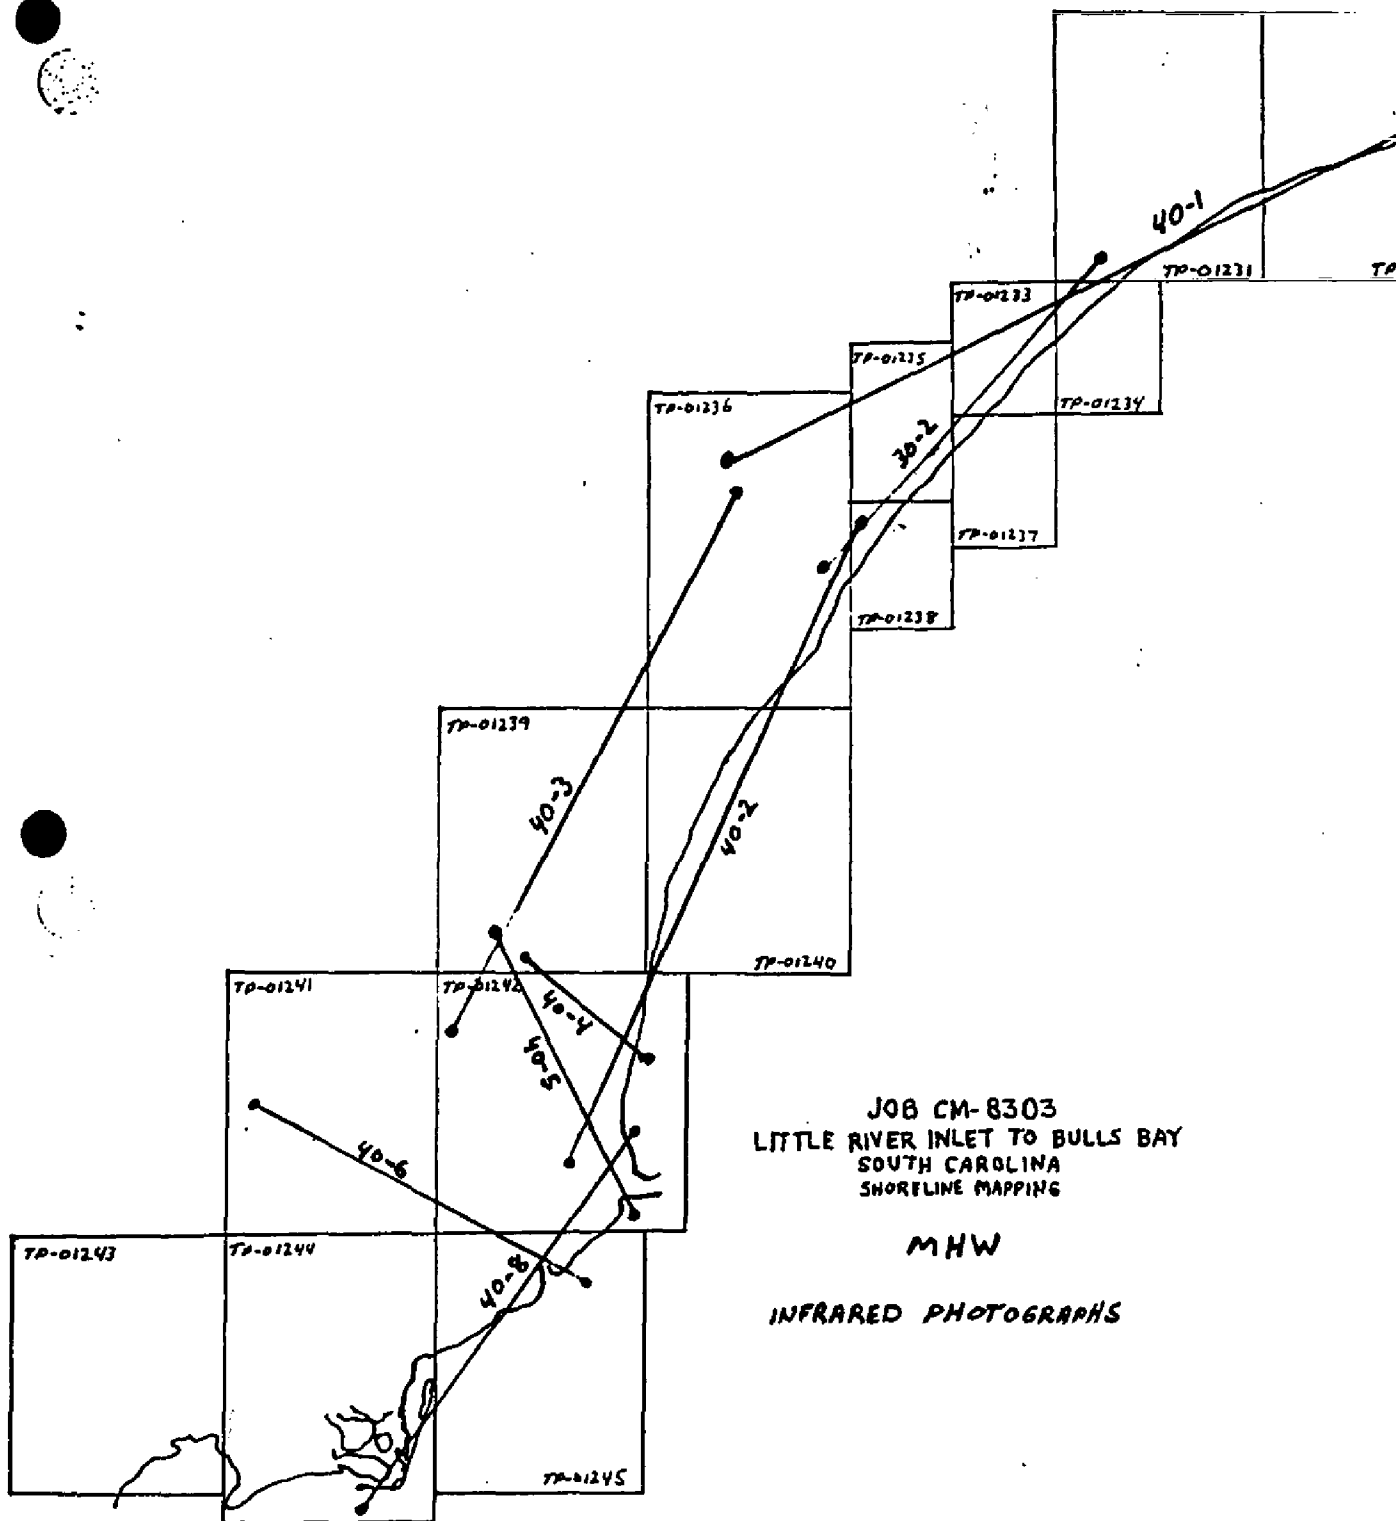 40-1
TP-01231
TP
TP-01233
TP-01235
TP-01236
TP-01234
30-2
TP-01237
TP-01238
TP-01239
40-3
40-2
TP-01240
TP-01241
TP-01242
40-4
40-5
JOB CM-8303
LITTLE RIVER INLET TO BULLS BAY
SOUTH CAROLINA
SHORELINE MAPPING
40-6
TP-01243
TP-01244
MHW
40-8
INFRARED PHOTOGRAPHS
TP-01245